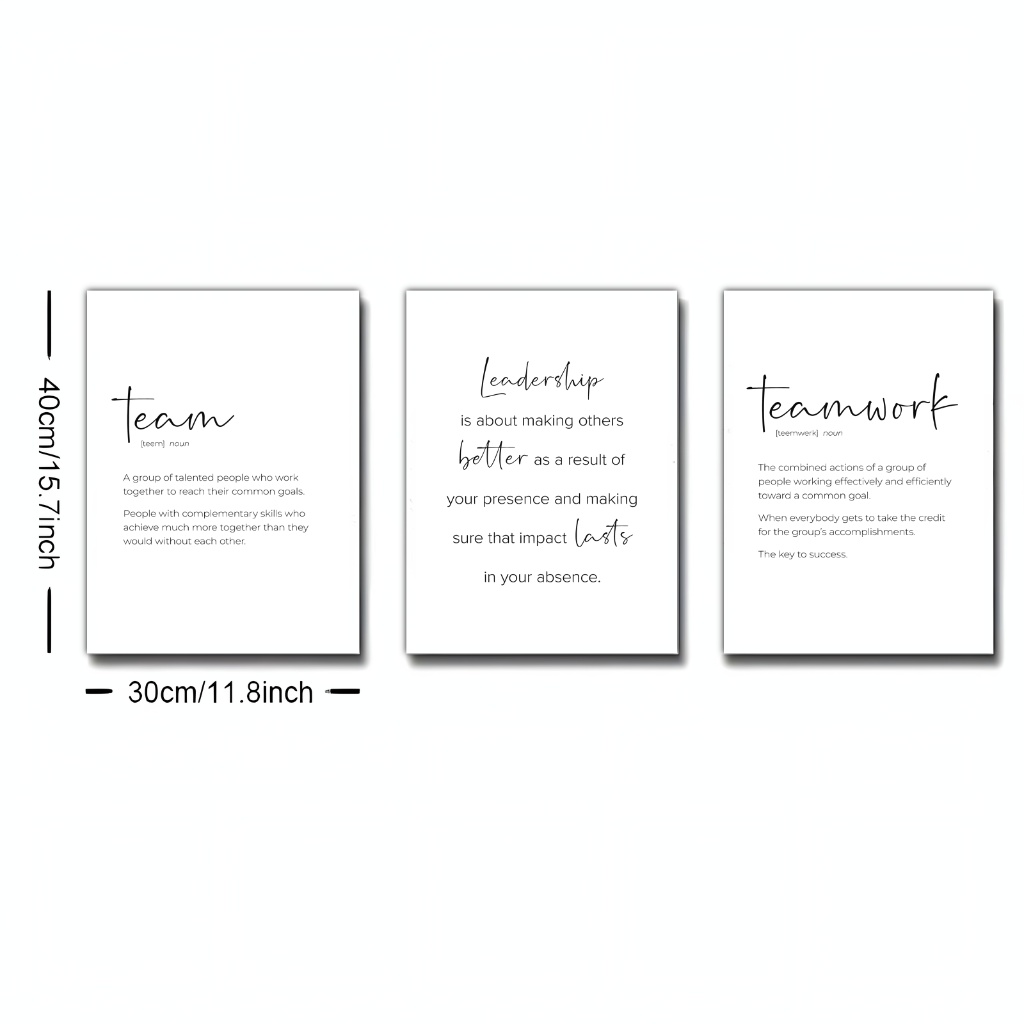 40cm/15.7inch
team
[teem] noun
A group of talented people who work
together to reach their common goals.
People with complementary skills who
achieve much more together than they
would without each other.
30cm/11.8inch
Leadership
is about making others
better as a result of
your presence and making
sure that impact lasts
in your absence.
teamwork
[teemwerk] noun
The combined actions of a group of
people working effectively and efficiently
toward a common goal.
When everybody gets to take the credit
for the group's accomplishments.
The key to success.